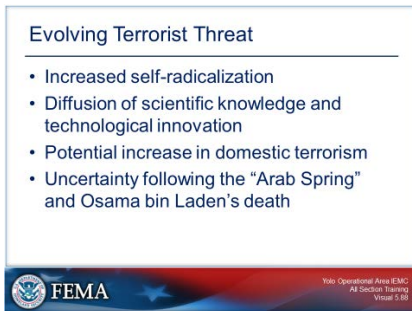 Evolving Terrorist Threat
• Increased self-radicalization
• Diffusion of scientific knowledge and
technological innovation
• Potential increase in domestic terrorism
• Uncertainty following the “Arab Spring”
and Osama bin Laden’s death
FEMA
Yolo Operational Area IEMC
All Section Training
Visual 5.88